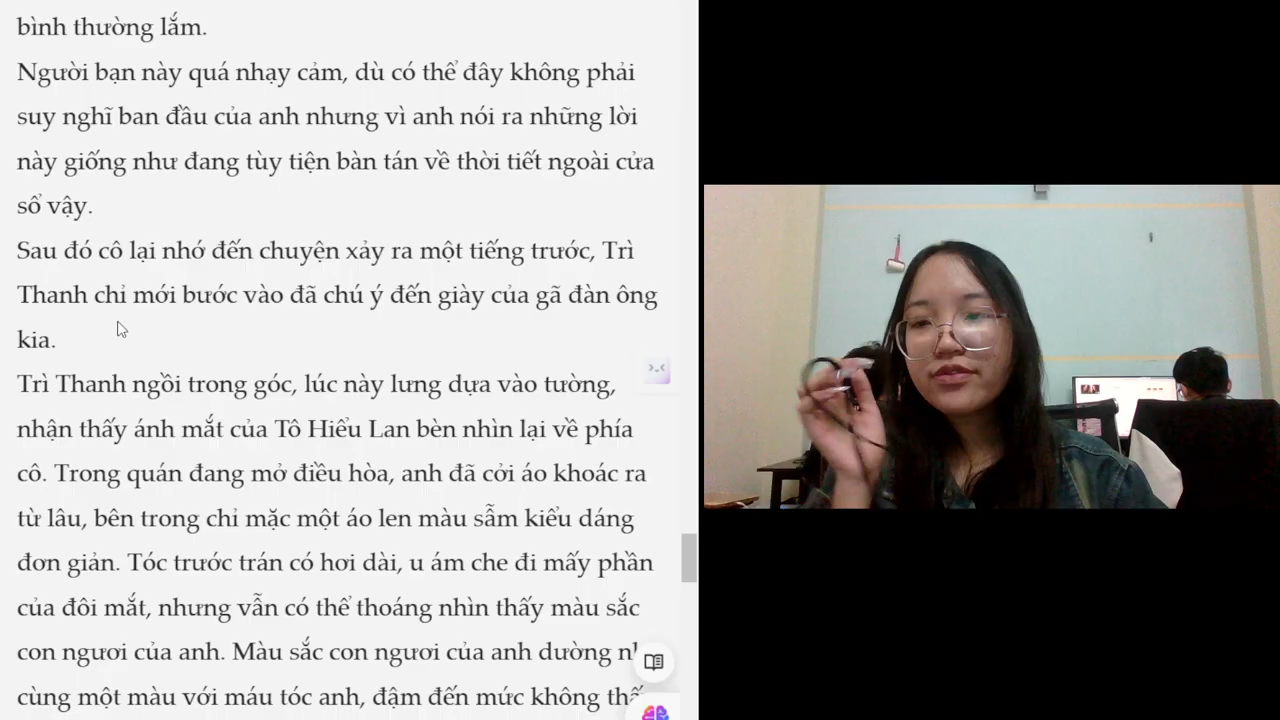 bình thường lắm.
Người bạn này quá nhạy cảm, dù có thể đây không phải
suy nghĩ ban đầu của anh nhưng vì anh nói ra những lời
này giống như đang tùy tiện bàn tán về thời tiết ngoài cửa
sổ vậy.
Sau đó cô lại nhớ đến chuyện xảy ra một tiếng trước, Trì
Thanh chỉ mới bước vào đã chú ý đến giày của gã đàn ông
kia.
Trì Thanh ngồi trong góc, lúc này lưng dựa vào tường,
nhận thấy ánh mắt của Tô Hiểu Lan bèn nhìn lại về phía
cô. Trong quán đang mở điều hòa, anh đã cởi áo khoác ra
từ lâu, bên trong chỉ mặc một áo len màu sẫm kiểu dáng
đơn giản. Tóc trước trán có hơi dài, u ám che đi mấy phần
của đôi mắt, nhưng vẫn có thể thoáng nhìn thấy màu sắc
con ngươi của anh. Màu sắc con ngươi của anh dường
cùng một màu với máu tóc anh, đậm đến mức không